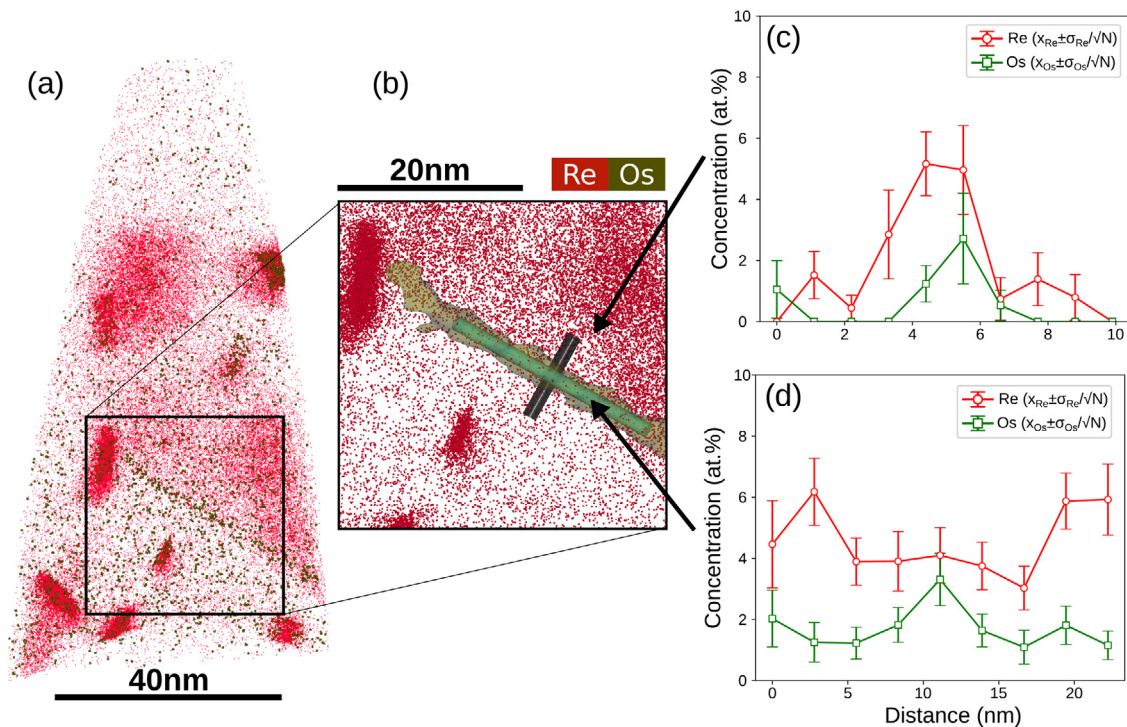 (a)
40nm
(b)
20nm
Re Os
(c)
Concentration (at.%)
10
8
6
4
2
0
0 2 4 6 8 10
Re (x_Re±σ_Re/√N)
Os (x_Os±σ_Os/√N)
(d)
Concentration (at.%)
10
8
6
4
2
0
0 5 10 15 20
Distance (nm)
Re (x_Re±σ_Re/√N)
Os (x_Os±σ_Os/√N)